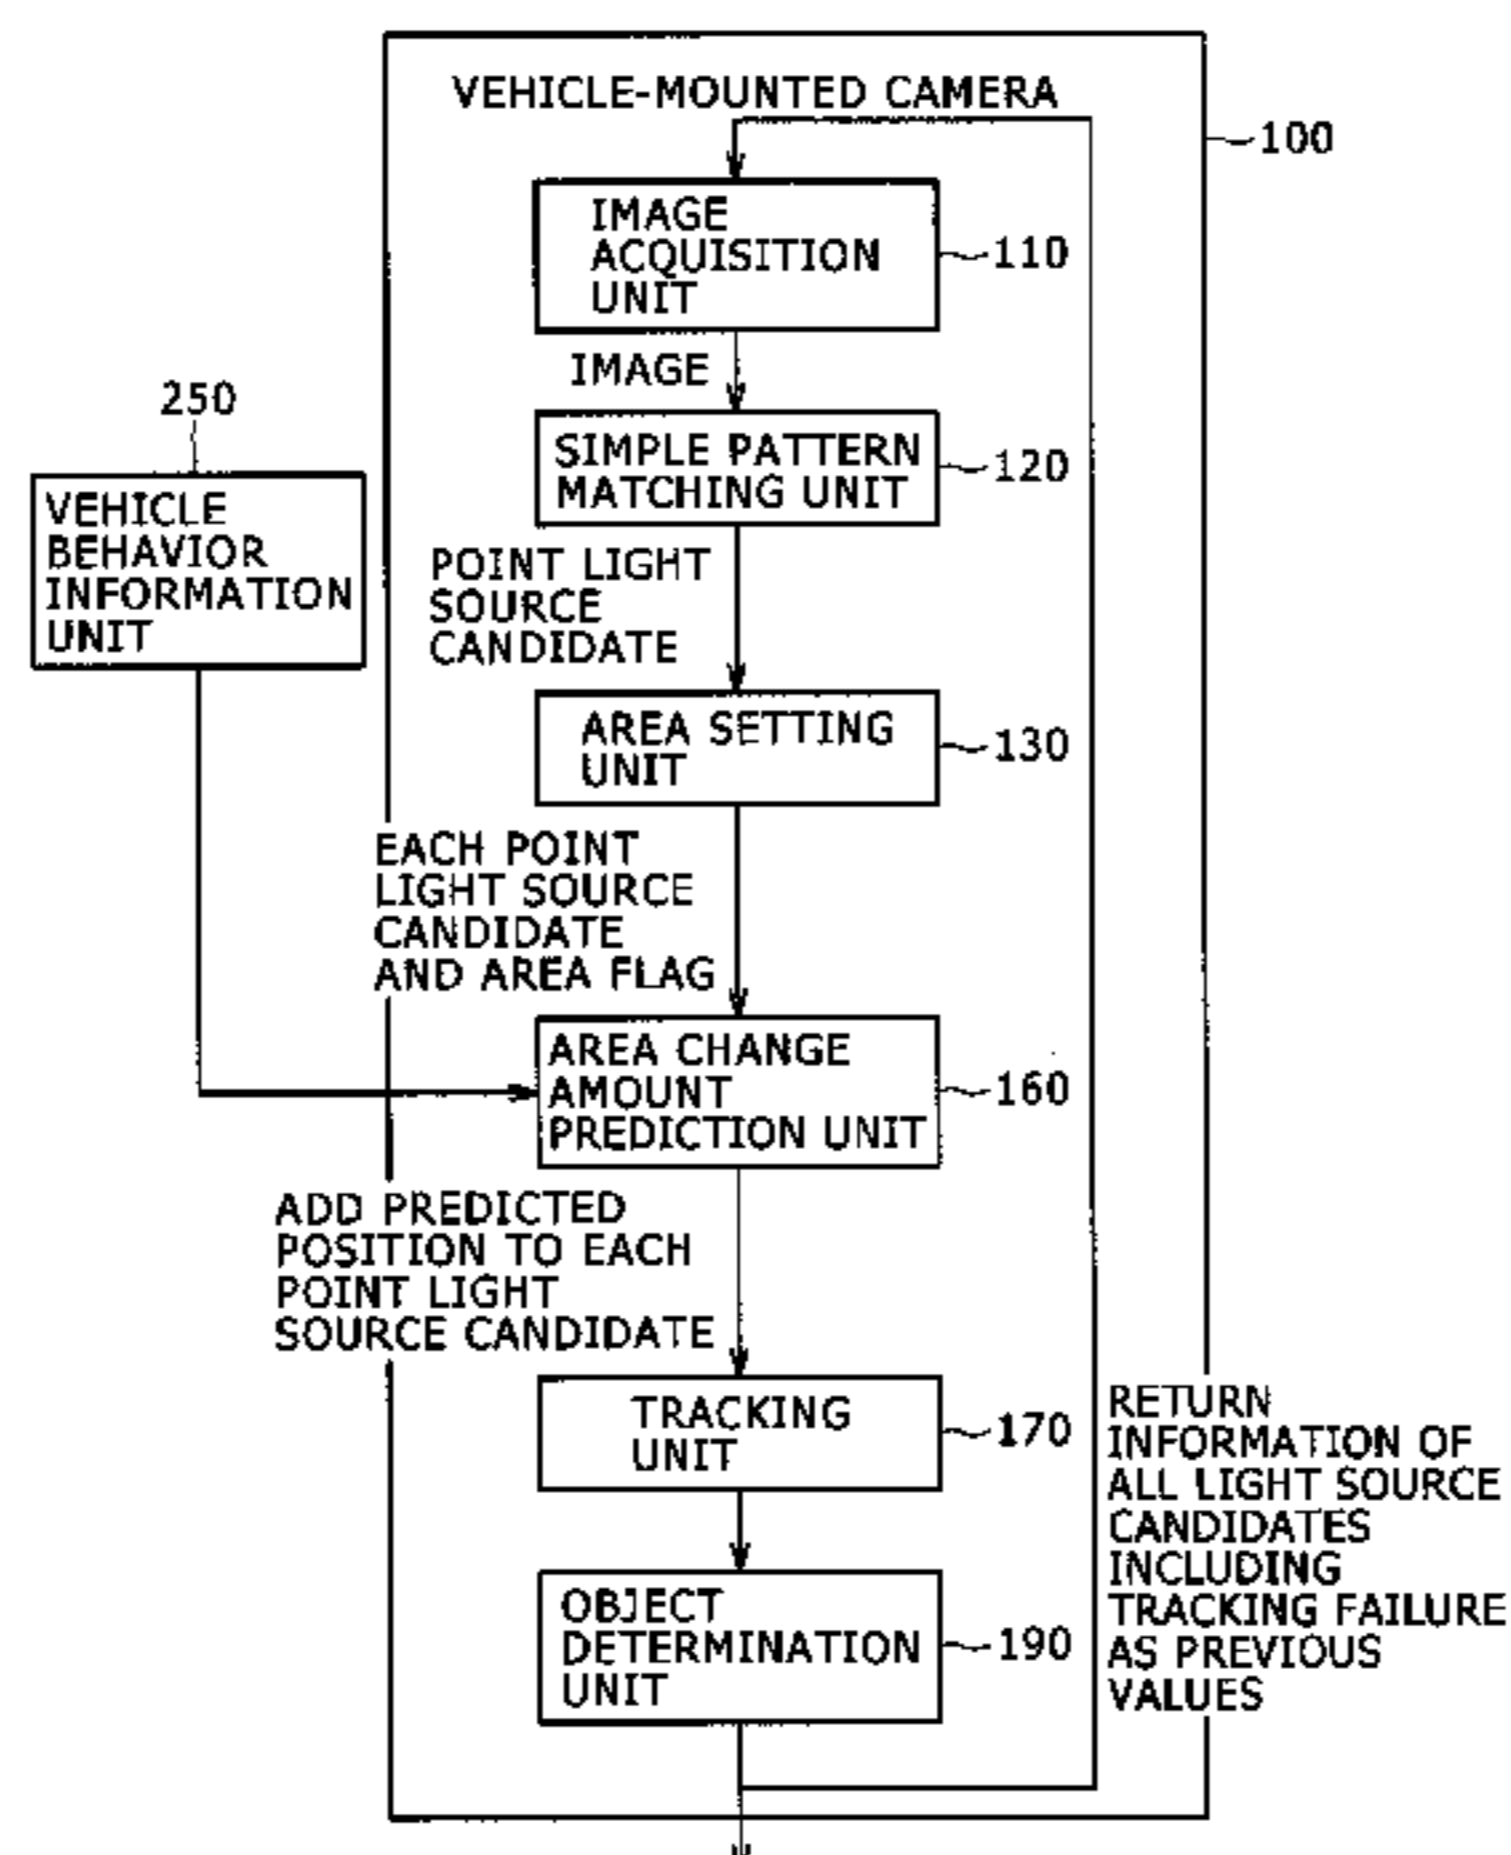 VEHICLE-MOUNTED CAMERA
100
IMAGE
ACQUISITION
UNIT
110
IMAGE
250
SIMPLE PATTERN
MATCHING UNIT
120
VEHICLE
BEHAVIOR
INFORMATION
UNIT
POINT LIGHT
SOURCE
CANDIDATE
AREA SETTING
UNIT
130
EACH POINT
LIGHT SOURCE
CANDIDATE
AND AREA FLAG
AREA CHANGE
AMOUNT
PREDICTION UNIT
160
ADD PREDICTED
POSITION TO EACH
POINT LIGHT
SOURCE CANDIDATE
TRACKING
UNIT
170
RETURN
INFORMATION OF
ALL LIGHT SOURCE
CANDIDATES
INCLUDING
TRACKING FAILURE
AS PREVIOUS
VALUES
OBJECT
DETERMINATION
UNIT
190